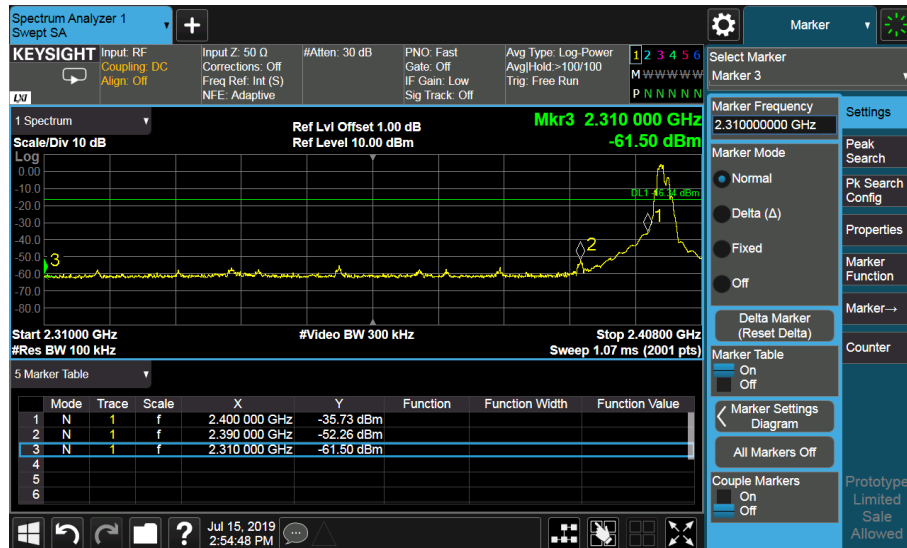 Spectrum Analyzer 1
Swept SA
Marker
KEYSIGHT
LXI
Input: RF
Coupling: DC
Align: Off
Input Z: 50 Ω
Corrections: Off
Freq Ref: Int (S)
NFE: Adaptive
#Atten: 30 dB
PNO: Fast
Gate: Off
IF Gain: Low
Sig Track: Off
Avg Type: Log-Power
Avg|Hold:>100/100
Trig: Free Run
1 2 3 4 5 6
M W W W W W
P N N N N N
Select Marker
Marker 3
1 Spectrum
Scale/Div 10 dB
Ref Lvl Offset 1.00 dB
Ref Level 10.00 dBm
Mkr3 2.310 000 GHz
-61.50 dBm
Log
0.00
-10.0
-20.0
-30.0
-40.0
-50.0
-60.0
-70.0
-80.0
1
2
3
Start 2.31000 GHz
#Res BW 100 kHz
#Video BW 300 kHz
Stop 2.40800 GHz
Sweep 1.07 ms (2001 pts)
5 Marker Table
Mode Trace Scale X Y Function Function Width Function Value
1 N 1 f 2.400 000 GHz -35.73 dBm
2 N 1 f 2.390 000 GHz -52.26 dBm
3 N 1 f 2.310 000 GHz -61.50 dBm
4
5
6
Marker Frequency
2.310000000 GHz
Marker Mode
Normal
Delta (Δ)
Fixed
Off
Delta Marker
(Reset Delta)
Marker Table
On
Off
Marker Settings
Diagram
All Markers Off
Couple Markers
On
Off
Settings
Peak
Search
Pk Search
Config
Properties
Marker
Function
Marker→
Counter
Prototype
Limited
Sale
Allowed
?
Jul 15, 2019
2:54:48 PM